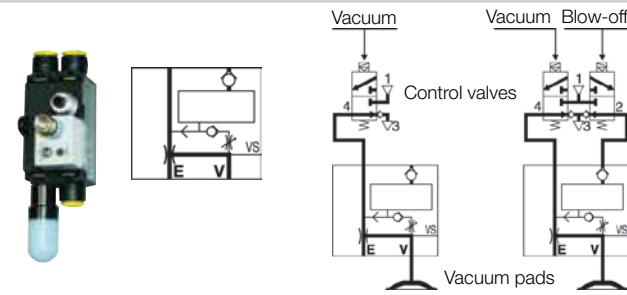 Vacuum
Vacuum Blow-off
1
4
3
Control valves
1
4
2
3
VS
E V
VS
E V
VS
E V
Vacuum pads